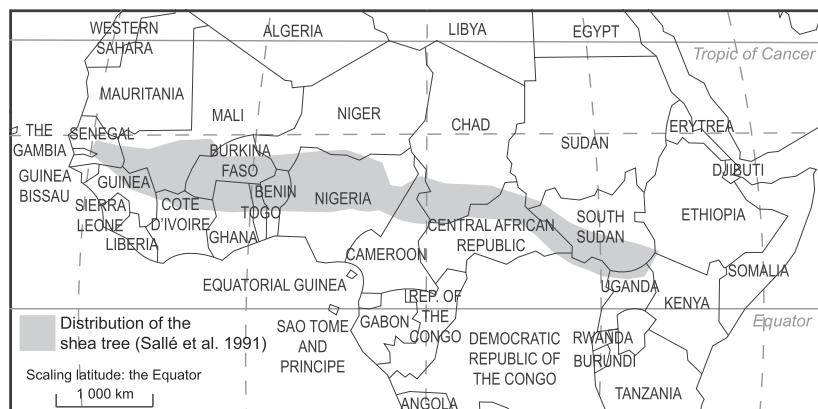 WESTERN
SAHARA
ALGERIA
LIBYA
EGYPT
Tropic of Cancer
MAURITANIA
MALI
NIGER
CHAD
SUDAN
ERYTREA
THE
GAMBIA
SENEGAL
BURKINA
FASO
DJIBUTI
GUINEA
BISSAU
GUINEA
BENIN
NIGERIA
SIERRA
LEONE
COTE
D'IVOIRE
TOGO
GHANA
LIBERIA
CENTRAL AFRICAN
REPUBLIC
SOUTH
SUDAN
ETHIOPIA
CAMEROON
SOMALIA
EQUATORIAL GUINEA
UGANDA
KENYA
REP. OF
THE
CONGO
GABON
Equator
SAO TOME
AND
PRINCIPE
DEMOCRATIC
REPUBLIC OF
THE CONGO
RWANDA
BURUNDI
TANZANIA
ANGOLA
Distribution of the
shea tree (Sallé et al. 1991)
Scaling latitude: the Equator
1 000 km